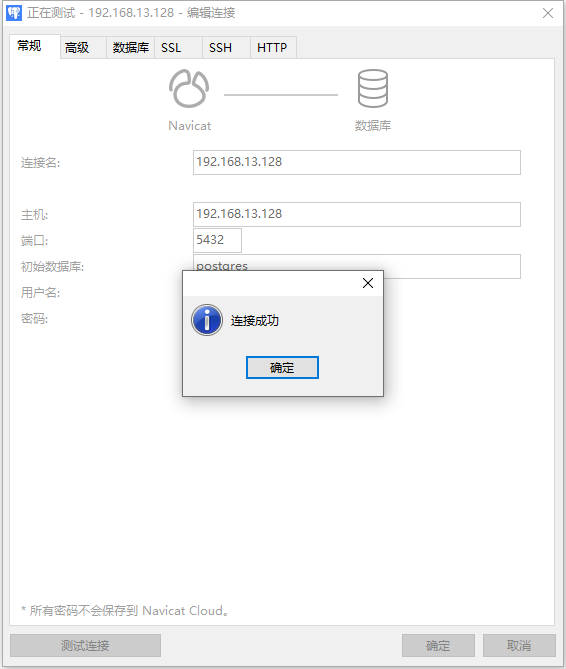 正在测试 - 192.168.13.128 - 编辑连接
常规 高级 数据库 SSL SSH HTTP
Navicat 数据库
连接名: 192.168.13.128
主机: 192.168.13.128
端口: 5432
初始数据库: postgres
用户名:
密码:
连接成功
确定
* 所有密码不会保存到 Navicat Cloud。
测试连接 确定 取消